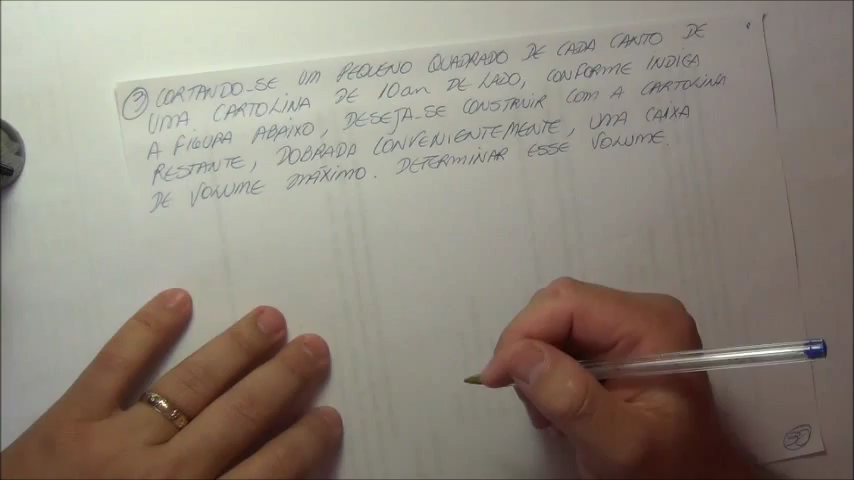 ③ CORTANDO-SE UM PEQUENO QUADRADO DE CADA CANTO DE
UMA CARTOLINA DE 10cm DE LADO, CONFORME INDICA
A FIGURA ABAIXO, DESEJA-SE CONSTRUIR COM A CARTOLINA
RESTANTE, DOBRADA CONVENIENTEMENTE, UMA CAIXA
DE VOLUME MÁXIMO. DETERMINAR ESSE VOLUME.